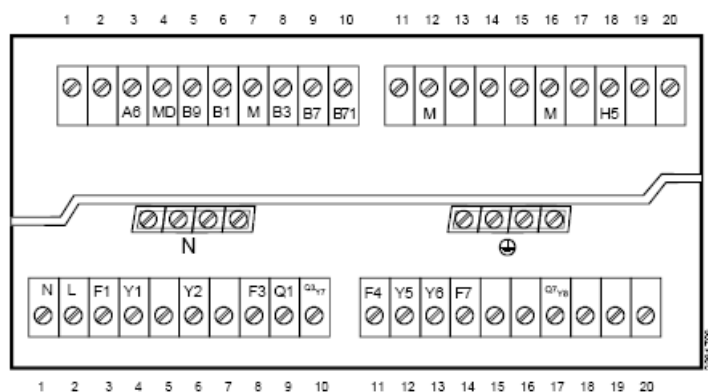 1 2 3 4 5 6 7 8 9 10 11 12 13 14 15 16 17 18 19 20
A6 MD B9 B1 M B3 B7 B71 M M H5
N
N L F1 Y1 Y2 F3 Q1 Q3Y7 F4 Y5 Y6 F7 Q7Y8
1 2 3 4 5 6 7 8 9 10 11 12 13 14 15 16 17 18 19 20